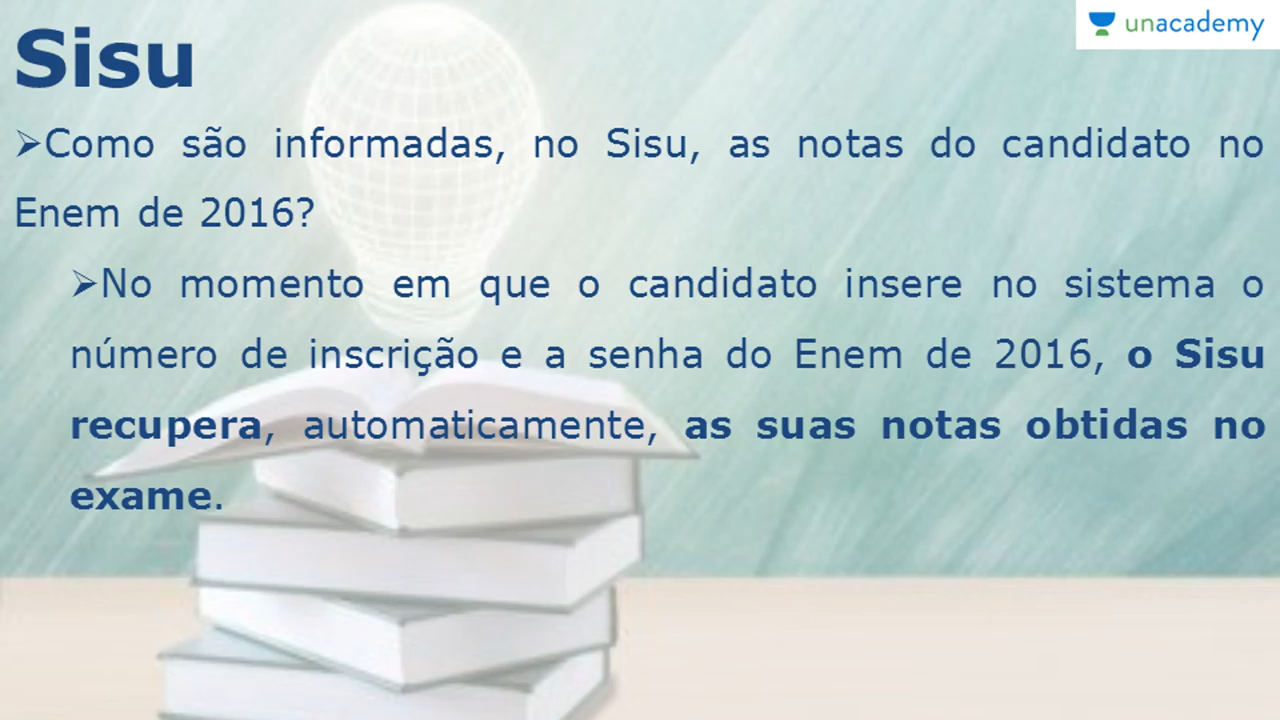 unacademy
Sisu
➢Como são informadas, no Sisu, as notas do candidato no
Enem de 2016?
➢No momento em que o candidato insere no sistema o
número de inscrição e a senha do Enem de 2016, o Sisu
recupera, automaticamente, as suas notas obtidas no
exame.